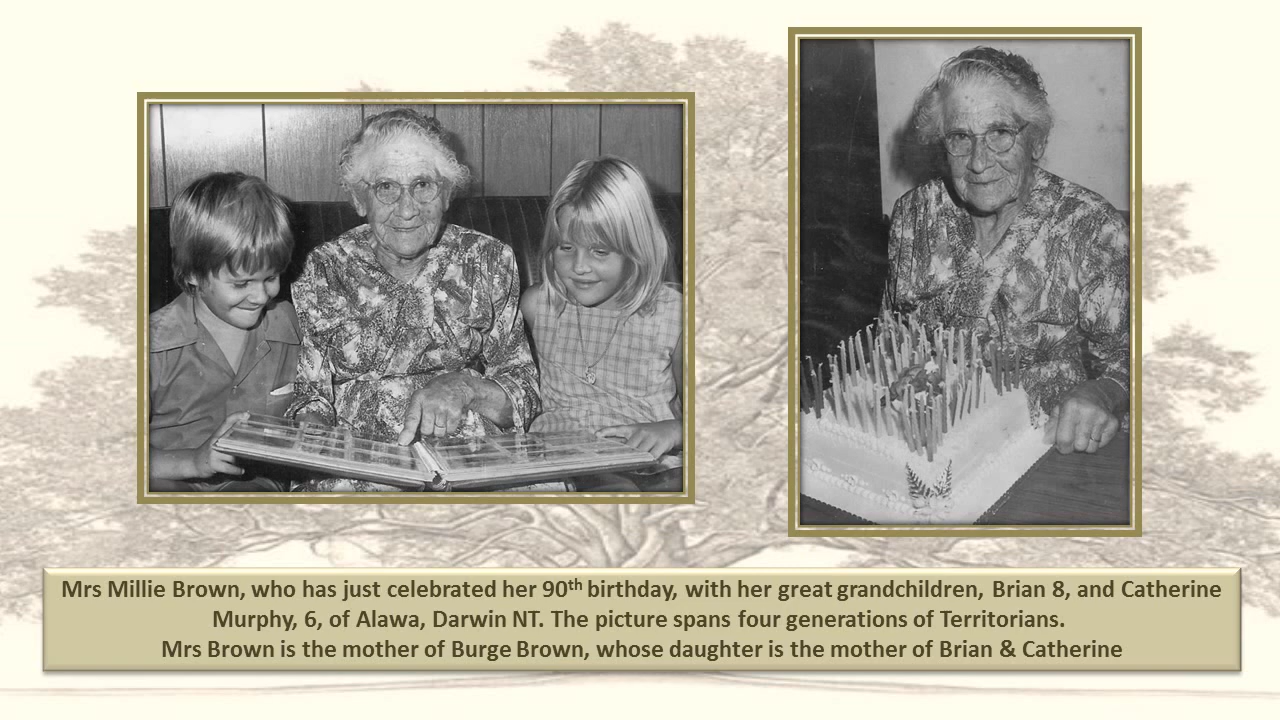 Mrs Millie Brown, who has just celebrated her 90th birthday, with her great grandchildren, Brian 8, and Catherine
Murphy, 6, of Alawa, Darwin NT. The picture spans four generations of Territorians.
Mrs Brown is the mother of Burge Brown, whose daughter is the mother of Brian & Catherine